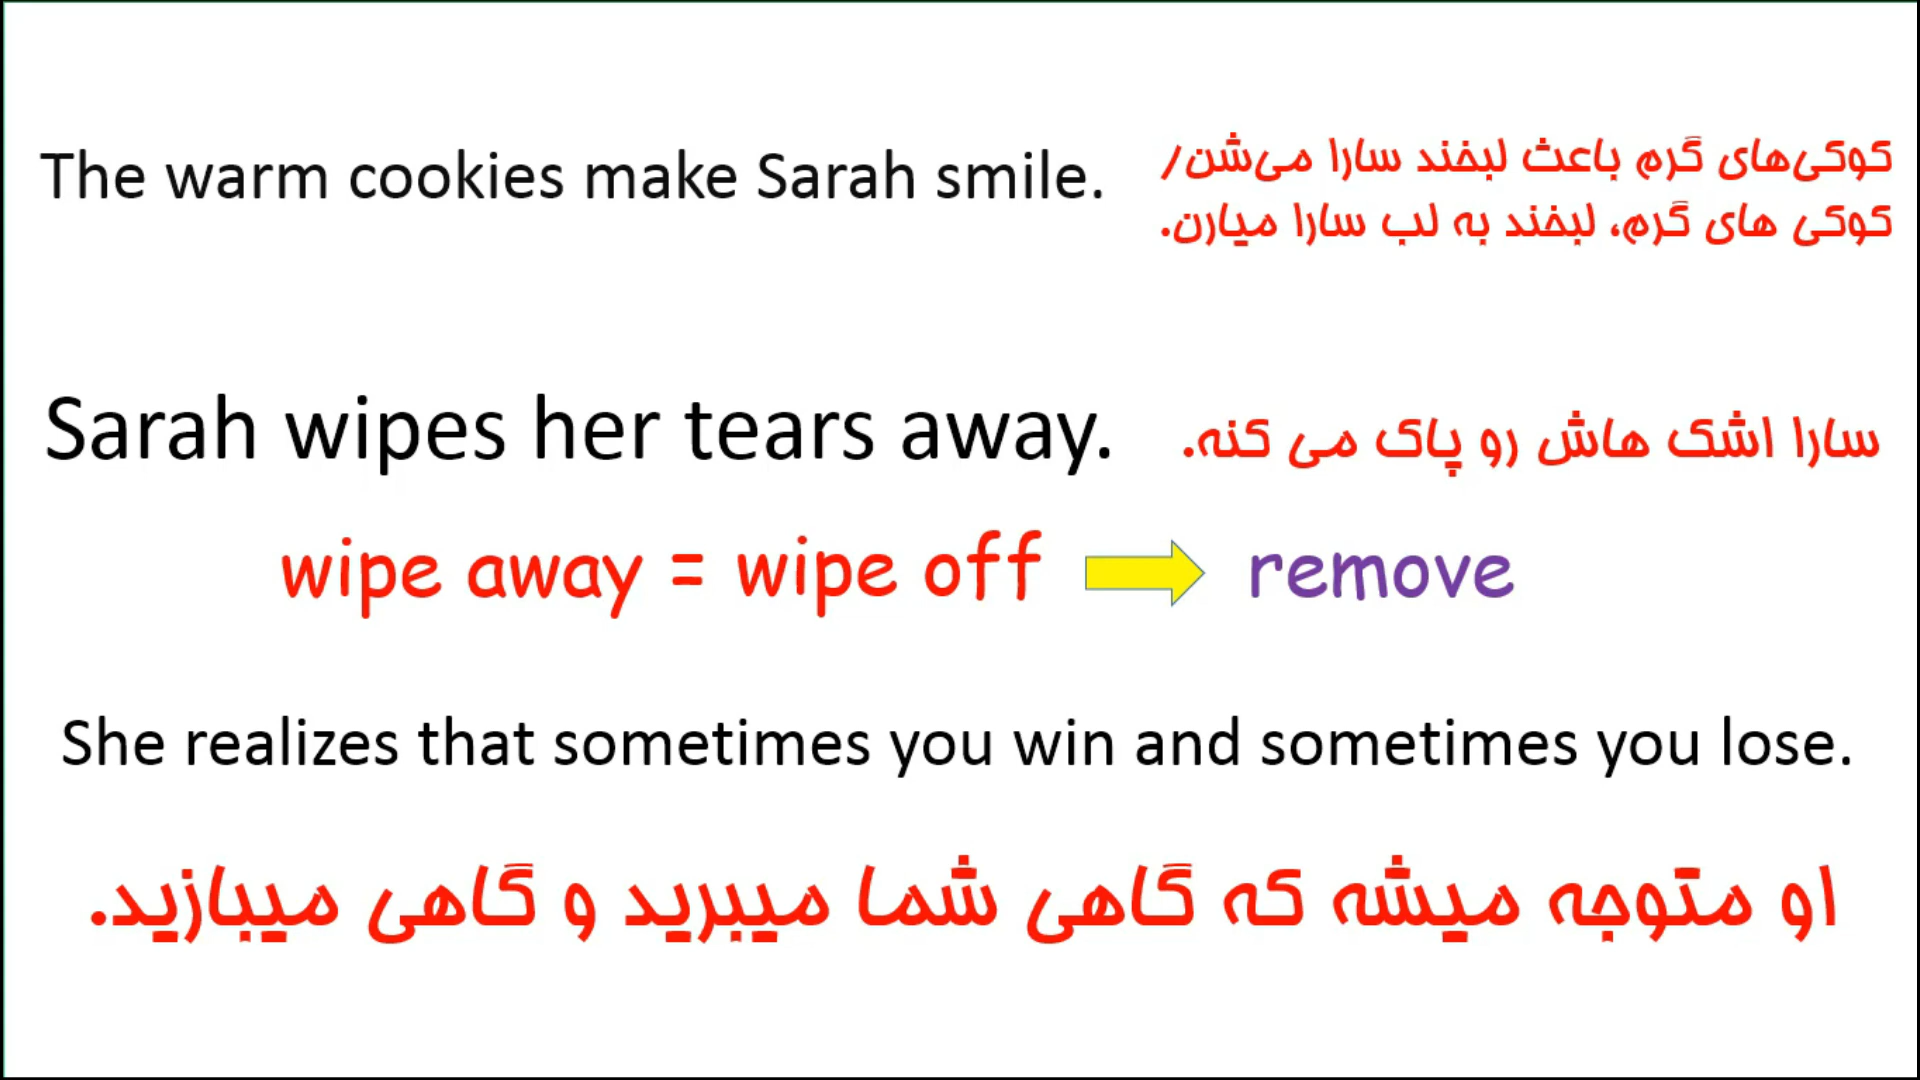 The warm cookies make Sarah smile.
کوکی‌های گرم باعث لبخند سارا می‌شن/
کوکی های گرم، لبخند به لب سارا میارن.
Sarah wipes her tears away.
سارا اشک هاش رو پاک می کنه.
wipe away = wipe off
remove
She realizes that sometimes you win and sometimes you lose.
او متوجه میشه که گاهی شما میبرید و گاهی میبازید.